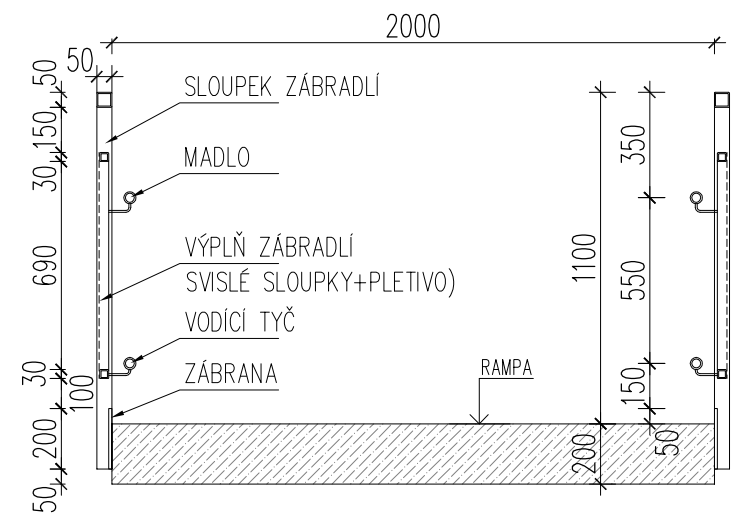 2000
50
50
150
30
690
30
100
200
50
SLOUPEK ZÁBRADLÍ
MADLO
VÝPLŇ ZÁBRADLÍ
SVISLÉ SLOUPKY+PLETIVO)
VODÍCÍ TYČ
ZÁBRANA
RAMPA
1100
200
350
550
150
50